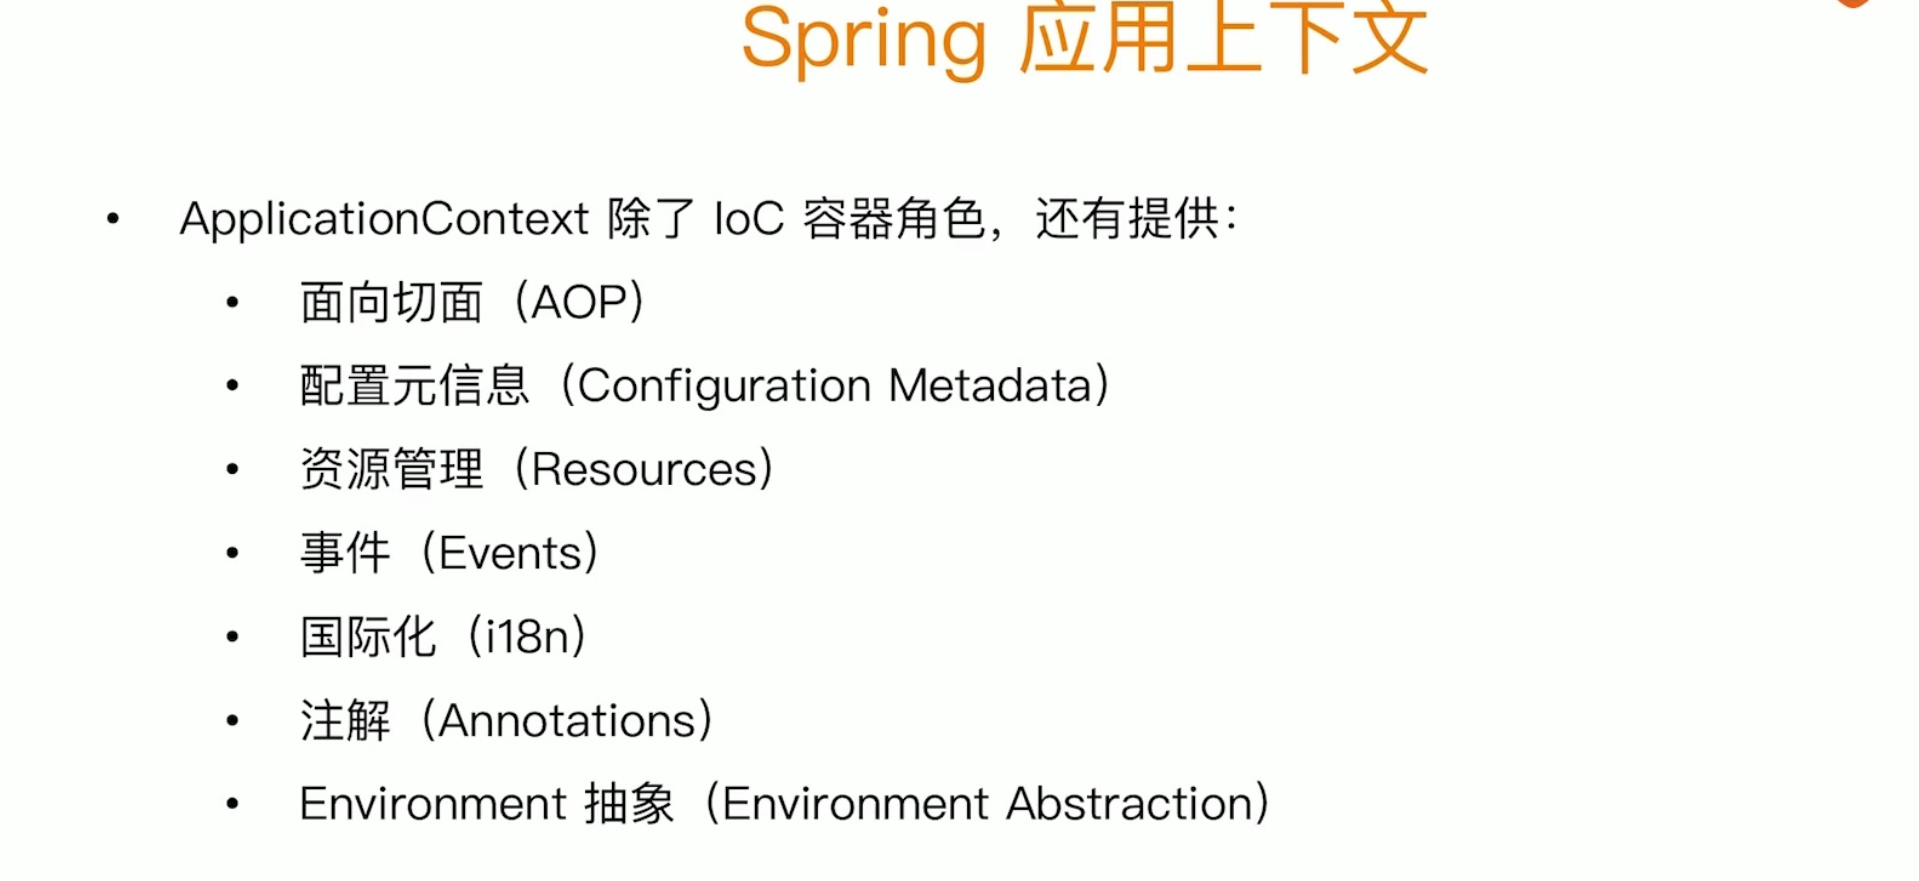 Spring 应用上下文
• ApplicationContext 除了 IoC 容器角色，还有提供：
• 面向切面（AOP）
• 配置元信息（Configuration Metadata）
• 资源管理（Resources）
• 事件（Events）
• 国际化（i18n）
• 注解（Annotations）
• Environment 抽象（Environment Abstraction）